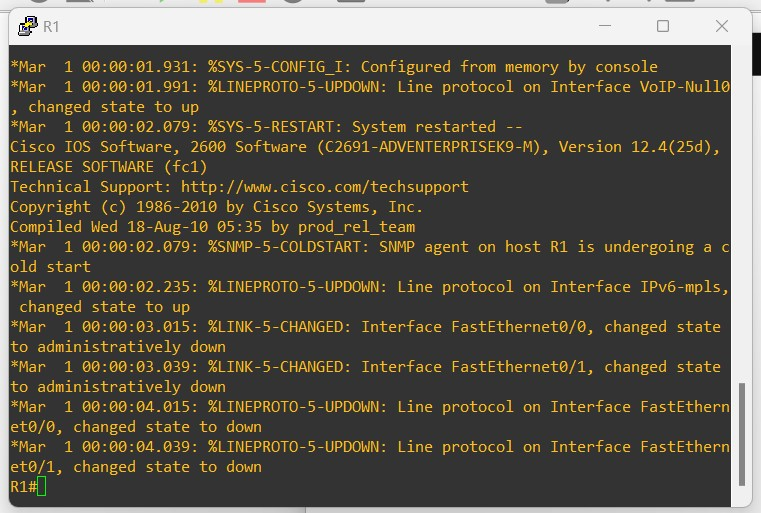 R1
*Mar  1 00:00:01.931: %SYS-5-CONFIG_I: Configured from memory by console
*Mar  1 00:00:01.991: %LINEPROTO-5-UPDOWN: Line protocol on Interface VoIP-Null0
, changed state to up
*Mar  1 00:00:02.079: %SYS-5-RESTART: System restarted --
Cisco IOS Software, 2600 Software (C2691-ADVENTERPRISEK9-M), Version 12.4(25d),
RELEASE SOFTWARE (fc1)
Technical Support: http://www.cisco.com/techsupport
Copyright (c) 1986-2010 by Cisco Systems, Inc.
Compiled Wed 18-Aug-10 05:35 by prod_rel_team
*Mar  1 00:00:02.079: %SNMP-5-COLDSTART: SNMP agent on host R1 is undergoing a c
old start
*Mar  1 00:00:02.235: %LINEPROTO-5-UPDOWN: Line protocol on Interface IPv6-mpls,
 changed state to up
*Mar  1 00:00:03.015: %LINK-5-CHANGED: Interface FastEthernet0/0, changed state
to administratively down
*Mar  1 00:00:03.039: %LINK-5-CHANGED: Interface FastEthernet0/1, changed state
to administratively down
*Mar  1 00:00:04.015: %LINEPROTO-5-UPDOWN: Line protocol on Interface FastEthern
et0/0, changed state to down
*Mar  1 00:00:04.039: %LINEPROTO-5-UPDOWN: Line protocol on Interface FastEthern
et0/1, changed state to down
R1#